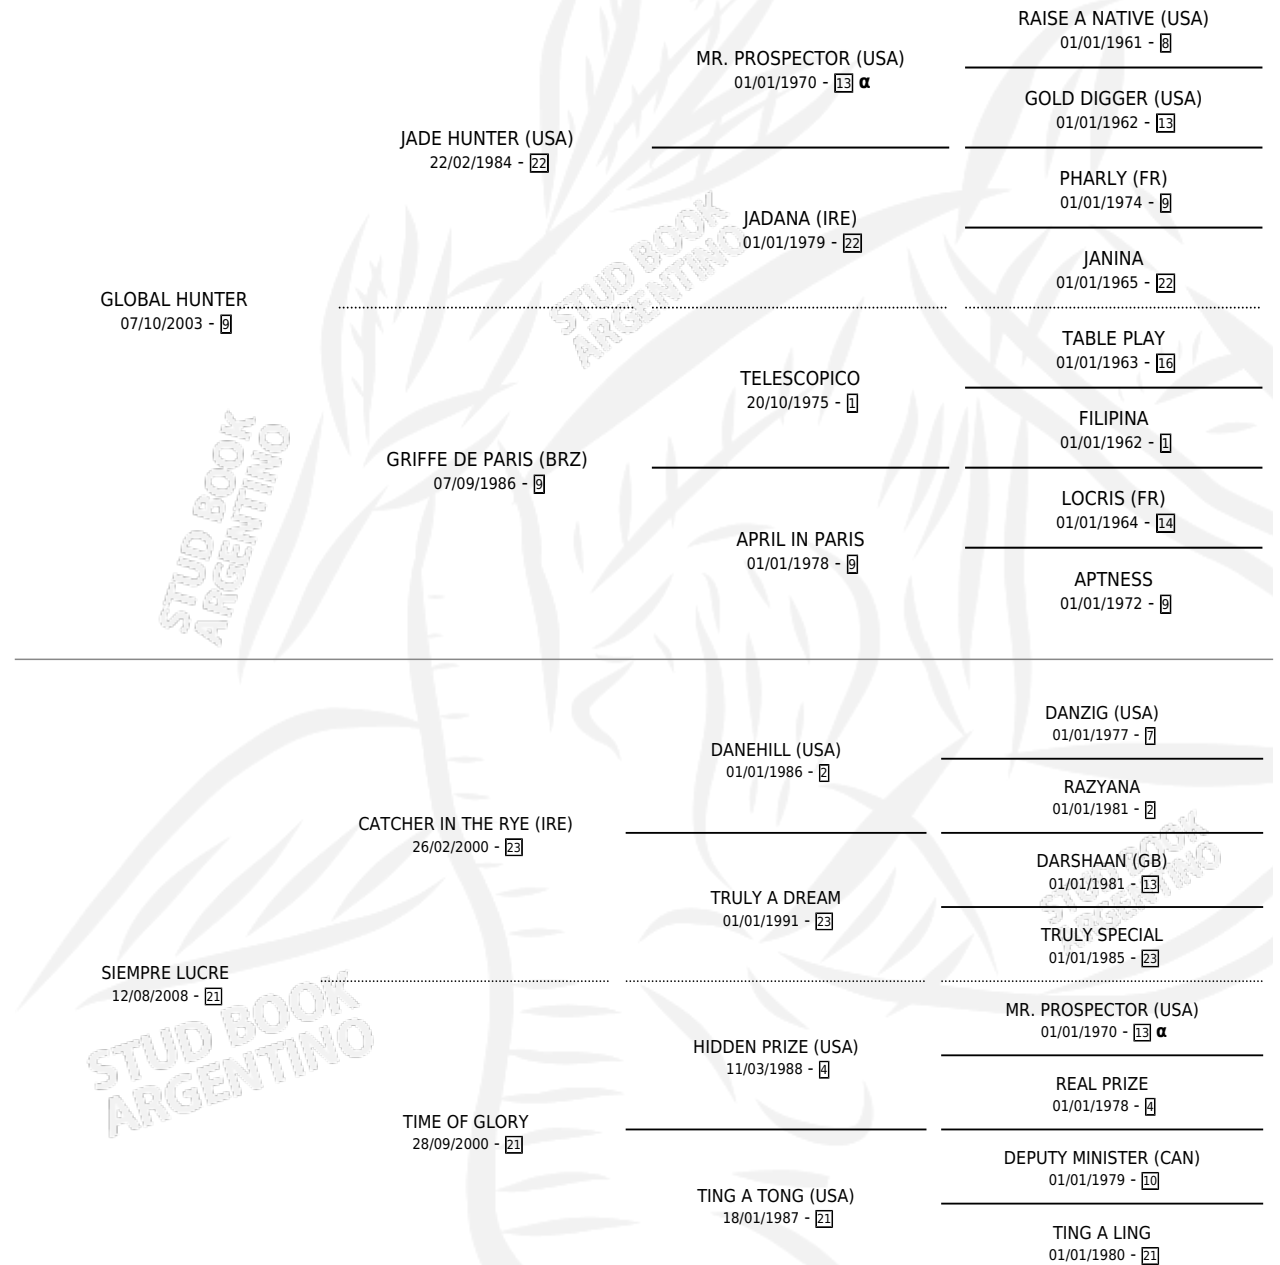 RAISE A NATIVE (USA)
01/01/1961 - 8
MR. PROSPECTOR (USA)
01/01/1970 - 13 α
GOLD DIGGER (USA)
01/01/1962 - 13
JADE HUNTER (USA)
22/02/1984 - 22
PHARLY (FR)
01/01/1974 - 9
JADANA (IRE)
01/01/1979 - 22
JANINA
01/01/1965 - 22
GLOBAL HUNTER
07/10/2003 - 9
TABLE PLAY
01/01/1963 - 16
TELESCOPICO
20/10/1975 - 1
FILIPINA
01/01/1962 - 1
GRIFFE DE PARIS (BRZ)
07/09/1986 - 9
LOCRIS (FR)
01/01/1964 - 14
APRIL IN PARIS
01/01/1978 - 9
APTNESS
01/01/1972 - 9
STUD BOOK
ARGENTINO
STUD BOOK
ARGENTINO
DANZIG (USA)
01/01/1977 - 7
DANEHILL (USA)
01/01/1986 - 2
RAZYANA
01/01/1981 - 2
CATCHER IN THE RYE (IRE)
26/02/2000 - 23
DARSHAAN (GB)
01/01/1981 - 13
TRULY A DREAM
01/01/1991 - 23
TRULY SPECIAL
01/01/1985 - 23
SIEMPRE LUCRE
12/08/2008 - 21
MR. PROSPECTOR (USA)
01/01/1970 - 13 α
HIDDEN PRIZE (USA)
11/03/1988 - 4
REAL PRIZE
01/01/1978 - 4
TIME OF GLORY
28/09/2000 - 21
DEPUTY MINISTER (CAN)
01/01/1979 - 10
TING A TONG (USA)
18/01/1987 - 21
TING A LING
01/01/1980 - 21
STUD BOOK
ARGENTINO
STUD BOOK
ARGENTINO